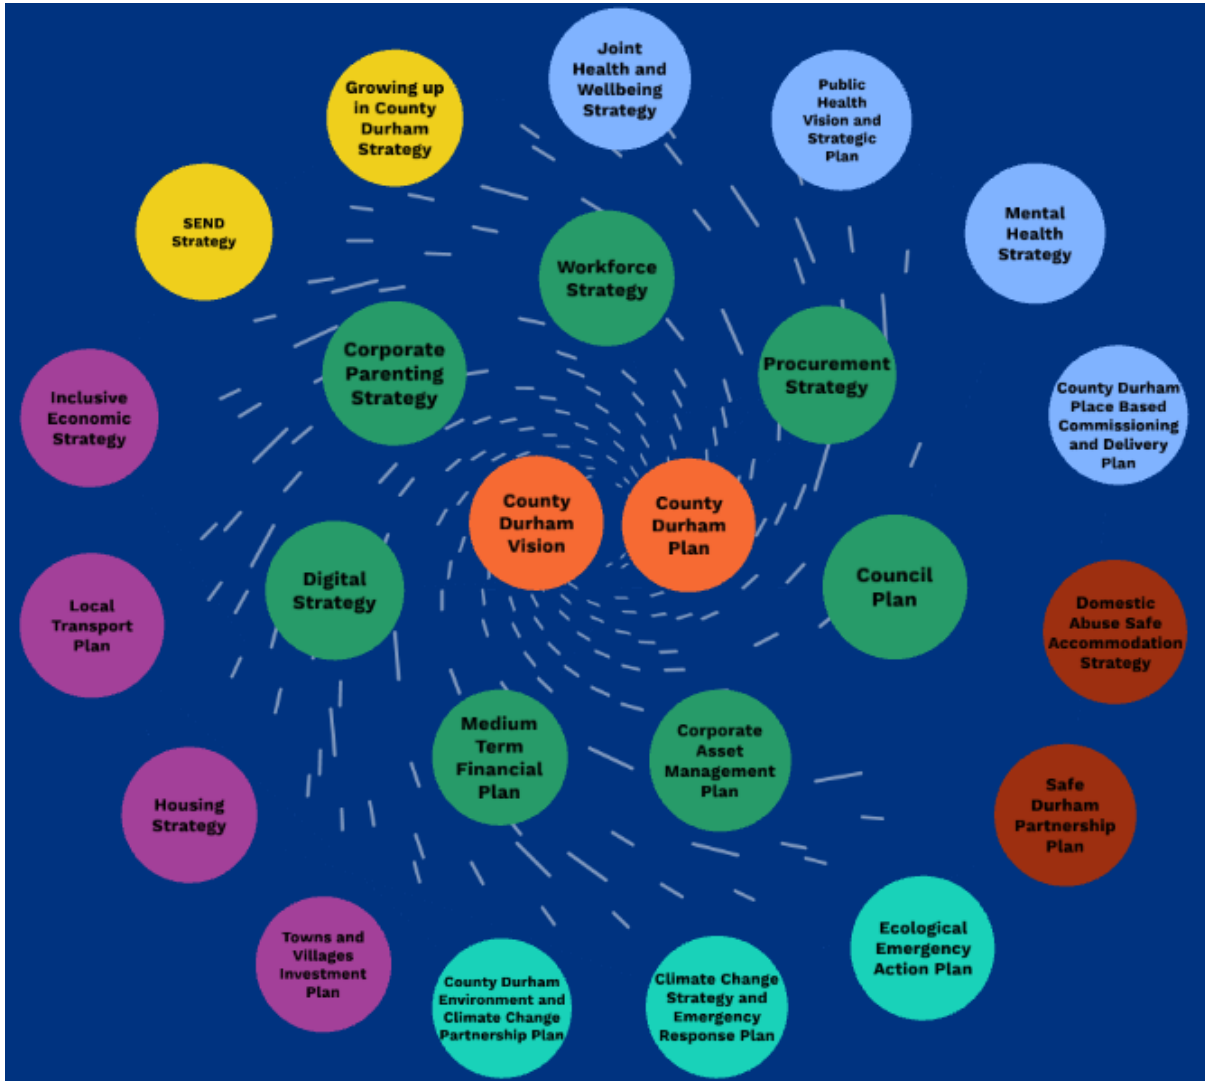 Joint
Health and
Wellbeing
Strategy
Growing up
in County
Durham
Strategy
Public
Health
Vision and
Strategic
Plan
SEND
Strategy
Mental
Health
Strategy
Workforce
Strategy
Corporate
Parenting
Strategy
Procurement
Strategy
Inclusive
Economic
Strategy
County Durham
Place Based
Commissioning
and Delivery
Plan
County
Durham
Vision
County
Durham
Plan
Digital
Strategy
Council
Plan
Local
Transport
Plan
Domestic
Abuse Safe
Accommodation
Strategy
Medium
Term
Financial
Plan
Corporate
Asset
Management
Plan
Housing
Strategy
Safe
Durham
Partnership
Plan
Towns and
Villages
Investment
Plan
Ecological
Emergency
Action Plan
County Durham
Environment and
Climate Change
Partnership Plan
Climate Change
Strategy and
Emergency
Response Plan